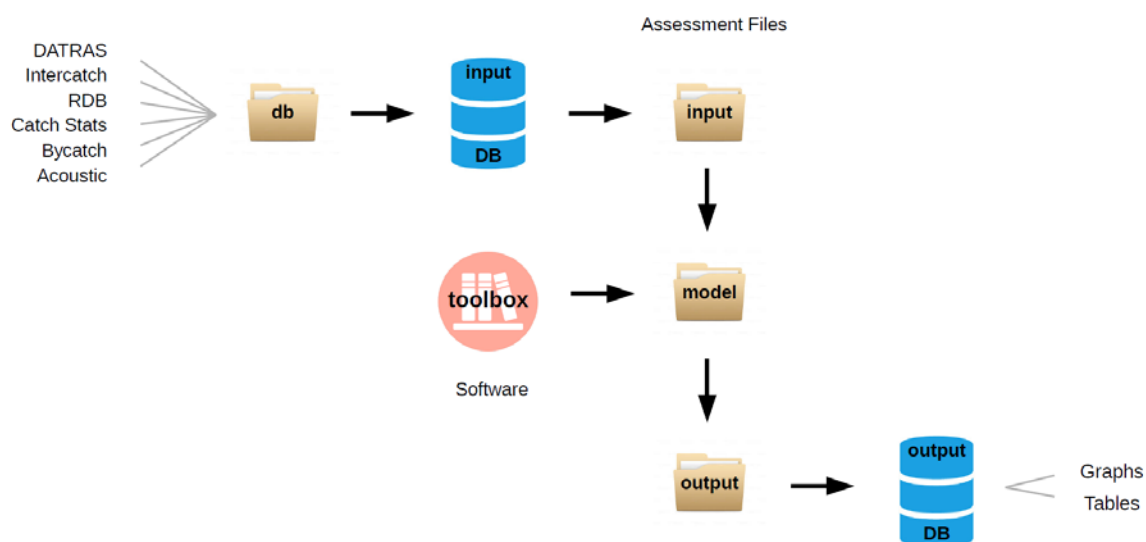 Assessment Files
DATRAS
Intercatch
RDB
Catch Stats
Bycatch
Acoustic
db
input
DB
input
toolbox
model
Software
output
output
DB
Graphs
Tables